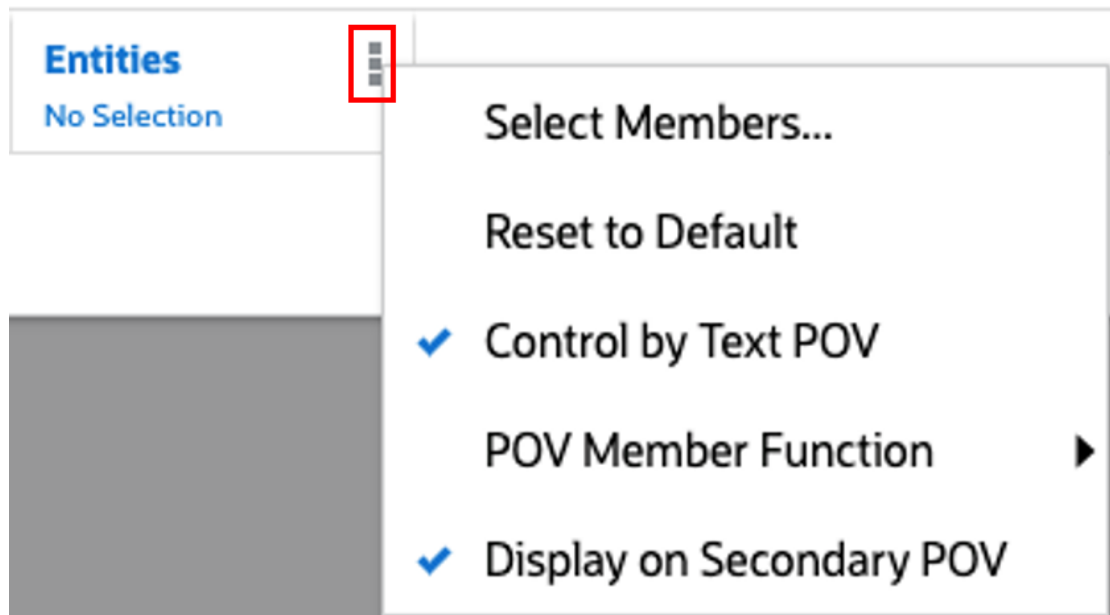 Entities
No Selection
Select Members...
Reset to Default
Control by Text POV
POV Member Function
Display on Secondary POV